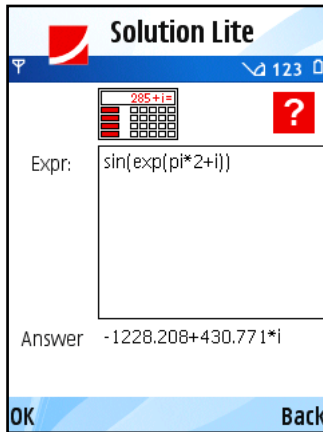 Solution Lite
123
285+i=
?
Expr: sin(exp(pi*2+i))
Answer -1228.208+430.771*i
OK Back